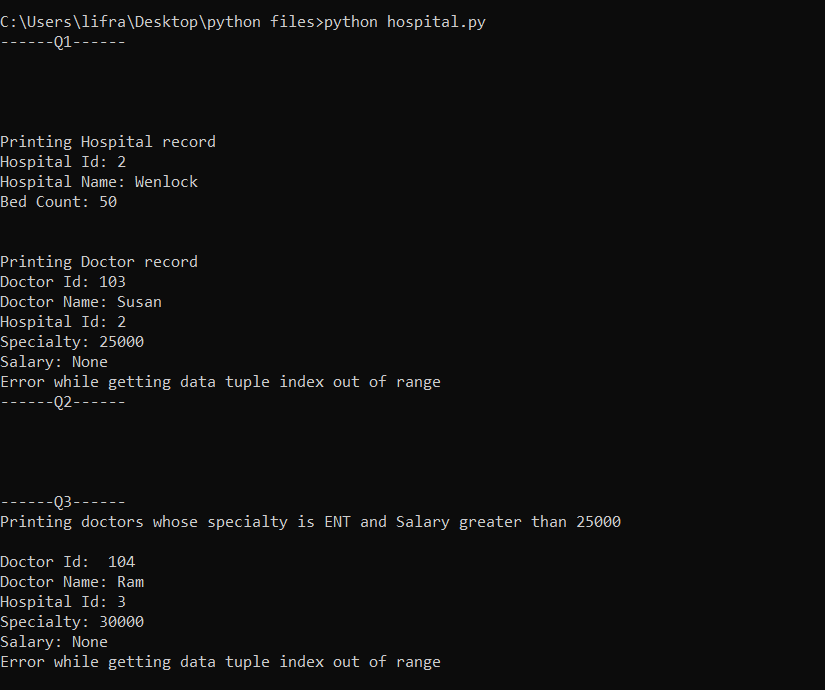 C:\Users\lifra\Desktop\python files>python hospital.py
------Q1------
Printing Hospital record
Hospital Id: 2
Hospital Name: Wenlock
Bed Count: 50
Printing Doctor record
Doctor Id: 103
Doctor Name: Susan
Hospital Id: 2
Specialty: 25000
Salary: None
Error while getting data tuple index out of range
------Q2------
------Q3------
Printing doctors whose specialty is ENT and Salary greater than 25000
Doctor Id:  104
Doctor Name: Ram
Hospital Id: 3
Specialty: 30000
Salary: None
Error while getting data tuple index out of range